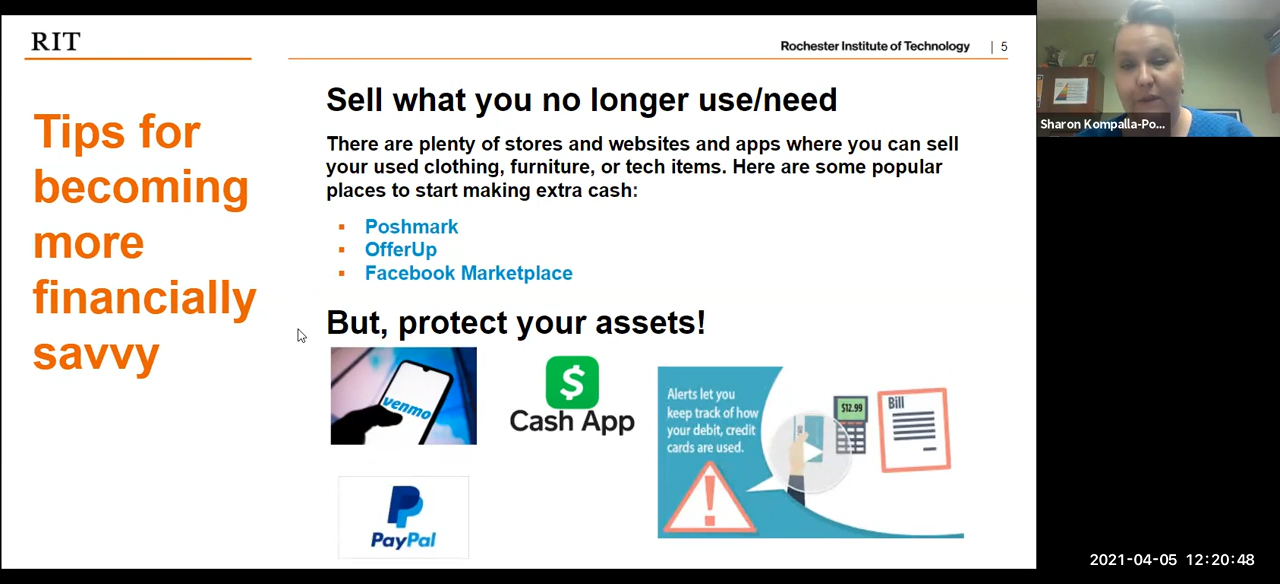 RIT
Rochester Institute of Technology | 5
Tips for
becoming
more
financially
savvy
Sell what you no longer use/need
There are plenty of stores and websites and apps where you can sell
your used clothing, furniture, or tech items. Here are some popular
places to start making extra cash:
▪ Poshmark
▪ OfferUp
▪ Facebook Marketplace
But, protect your assets!
venmo
$
Cash App
PayPal
Alerts let you
keep track of how
your debit, credit
cards are used.
!
$12.99
Bill
Sharon Kompalla-Po...
2021-04-05 12:20:48